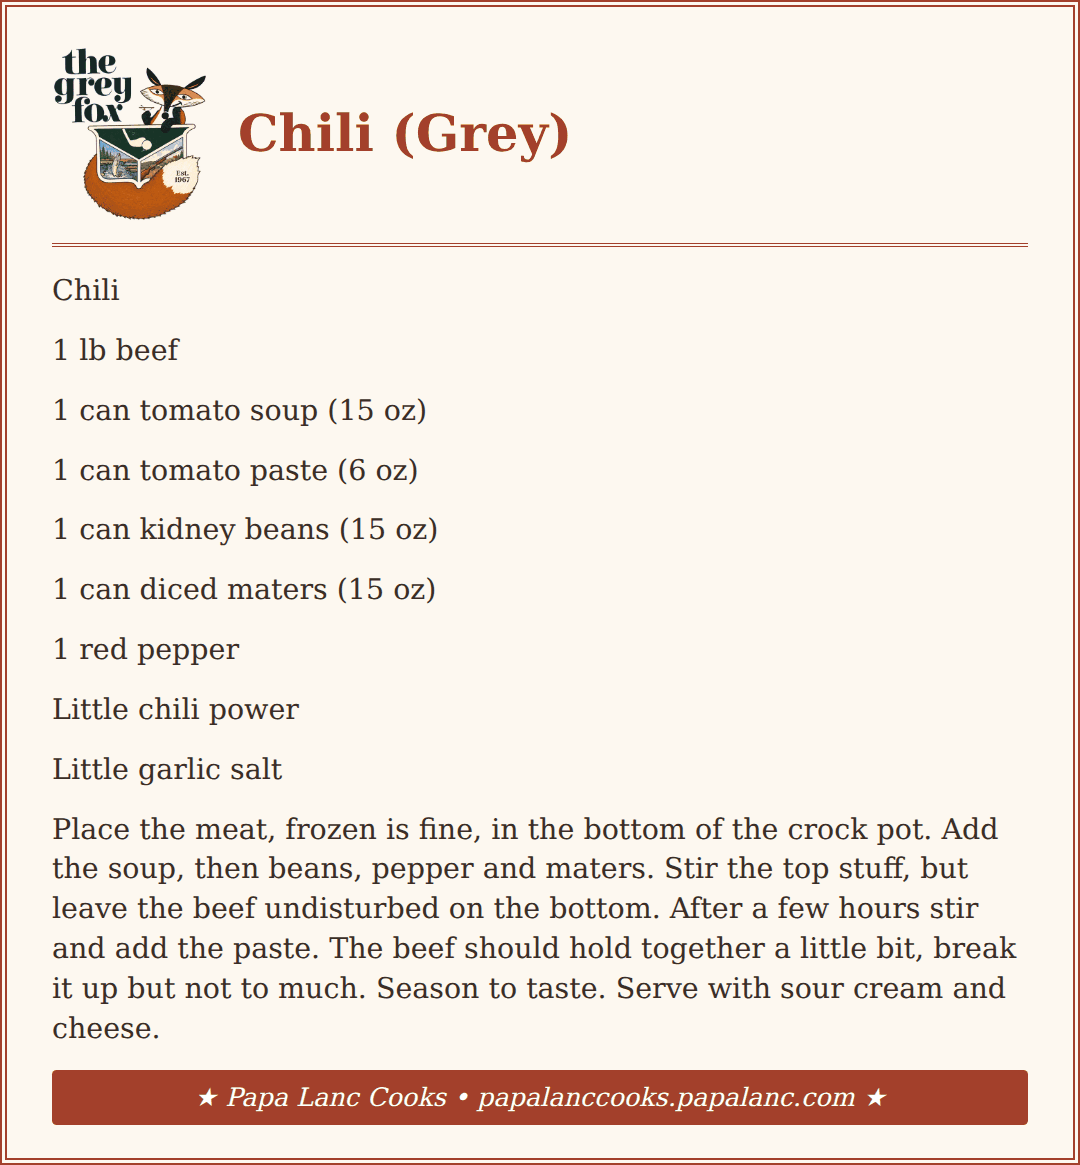 the
grey
fox
Est.
1967
Chili (Grey)
Chili
1 lb beef
1 can tomato soup (15 oz)
1 can tomato paste (6 oz)
1 can kidney beans (15 oz)
1 can diced maters (15 oz)
1 red pepper
Little chili power
Little garlic salt
Place the meat, frozen is fine, in the bottom of the crock pot. Add
the soup, then beans, pepper and maters. Stir the top stuff, but
leave the beef undisturbed on the bottom. After a few hours stir
and add the paste. The beef should hold together a little bit, break
it up but not to much. Season to taste. Serve with sour cream and
cheese.
★ Papa Lanc Cooks • papalanccooks.papalanc.com ★